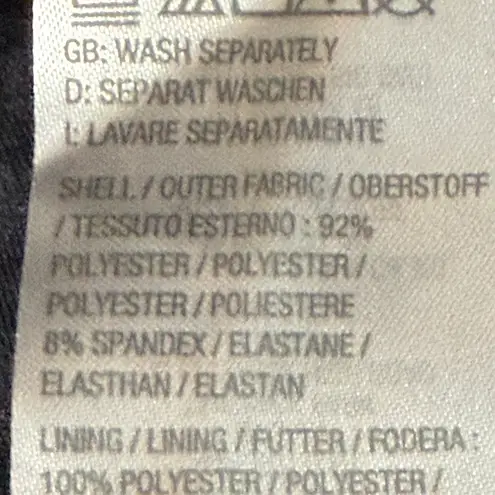 GB: WASH SEPARATELY
D: SEPARAT WASCHEN
I: LAVARE SEPARATAMENTE
SHELL / OUTER FABRIC / OBERSTOFF
/ TESSUTO ESTERNO : 92%
POLYESTER / POLYESTER /
POLYESTER / POLIESTERE
8% SPANDEX / ELASTANE /
ELASTHAN / ELASTAN
LINING / LINING / FUTTER / FODERA :
100% POLYESTER / POLYESTER /